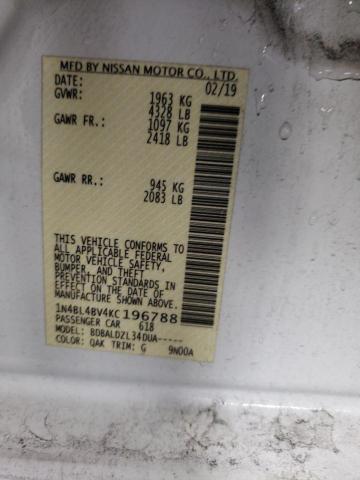 MFD BY NISSAN MOTOR CO., LTD.
DATE: 02/19
GVWR: 1963 KG
4328 LB
GAWR FR.: 1097 KG
2418 LB
GAWR RR.: 945 KG
2083 LB
THIS VEHICLE CONFORMS TO
ALL APPLICABLE FEDERAL
MOTOR VEHICLE SAFETY,
BUMPER, AND THEFT
PREVENTION STANDARDS
IN EFFECT ON THE DATE OF
MANUFACTURE SHOWN ABOVE.
1N4BL4BV4KC196788
PASSENGER CAR 618
MODEL: BDBALDZL34DUA-----
COLOR: QAK TRIM: G 9N00A